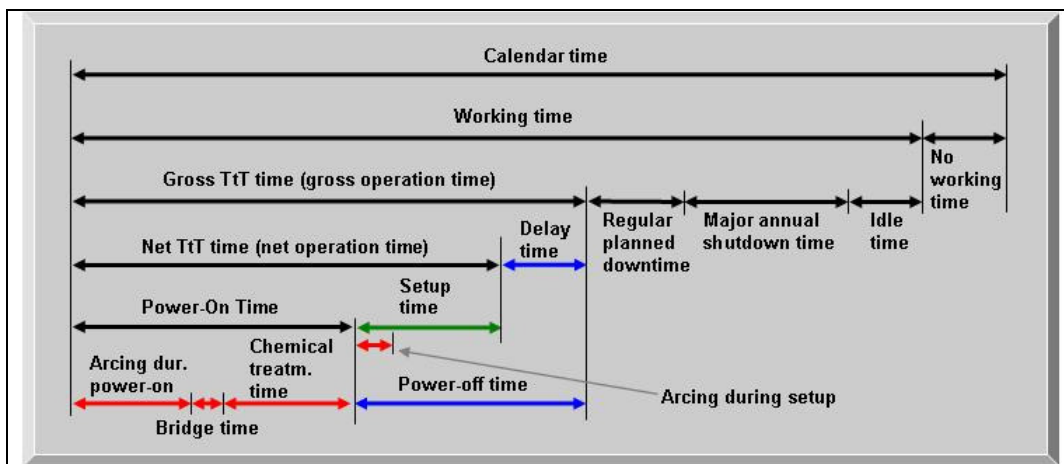 Calendar time
Working time
No
working
time
Gross TtT time (gross operation time)
Regular
planned
downtime
Major annual
shutdown time
Idle
time
Net TtT time (net operation time)
Delay
time
Setup
time
Power-On Time
Arcing dur.
power-on
Chemical
treatm.
time
Power-off time
Arcing during setup
Bridge time